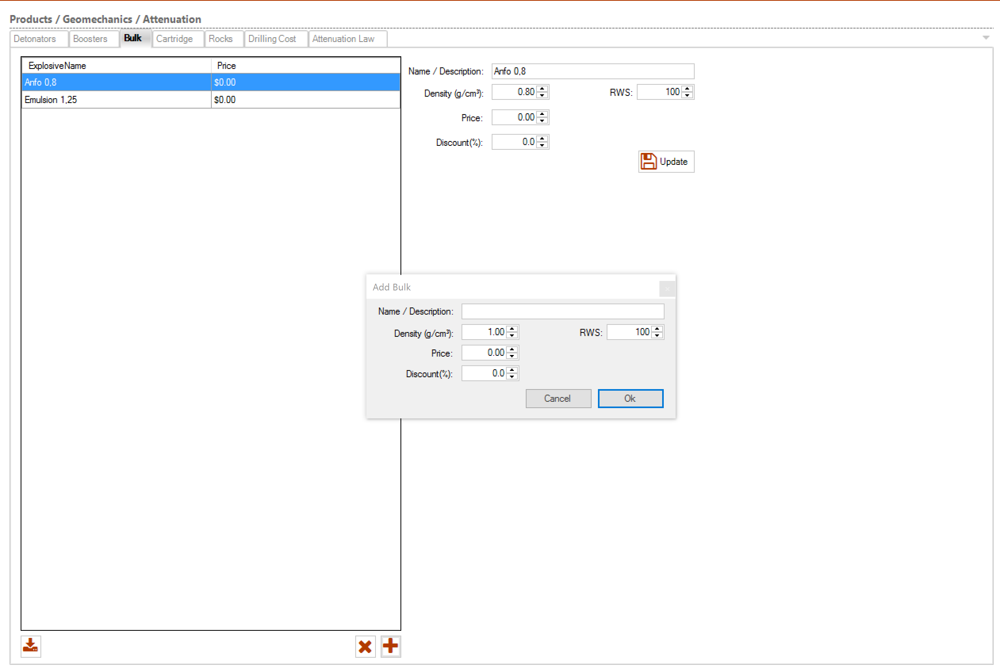 Products / Geomechanics / Attenuation
Detonators Boosters Bulk Cartridge Rocks Drilling Cost Attenuation Law
ExplosiveName Price
Anfo 0,8 $0.00
Emulsion 1,25 $0.00
Name / Description: Anfo 0,8
Density (g/cm³): 0.80 RWS: 100
Price: 0.00
Discount(%): 0.0
Update
Add Bulk
Name / Description:
Density (g/cm³): 1.00 RWS: 100
Price: 0.00
Discount(%): 0.0
Cancel Ok